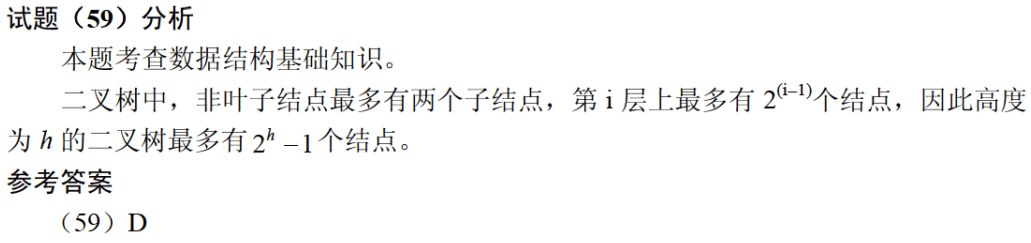 试题（59）分析
本题考查数据结构基础知识。
二叉树中，非叶子结点最多有两个子结点，第 i 层上最多有 2^(i–1)个结点，因此高度
为 h 的二叉树最多有 2^h – 1 个结点。
参考答案
（59）D